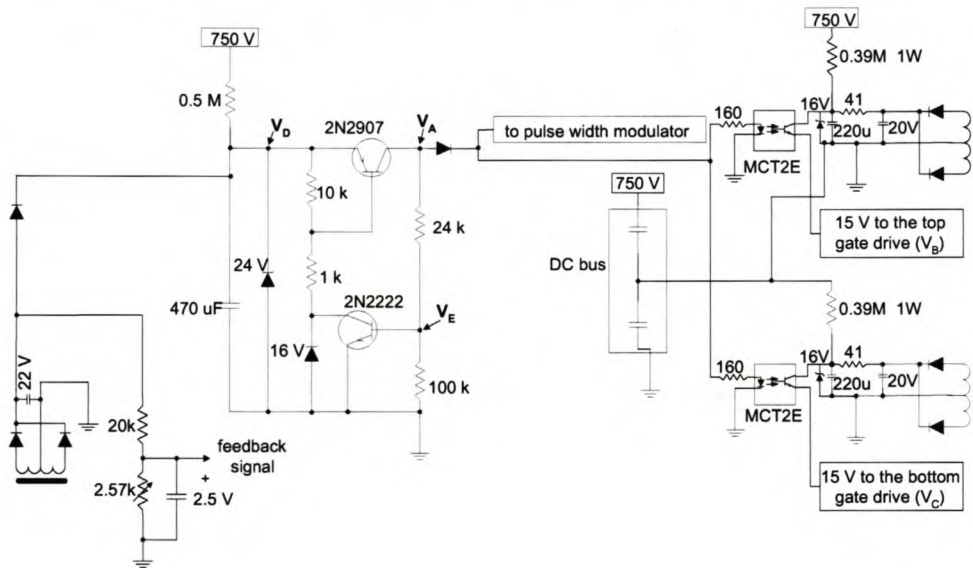 750 V
0.5 M
V_D
2N2907
V_A
10 k
24 k
24 V
1 k
2N2222
470 uF
16 V
V_E
100 k
22 V
20k
feedback
signal
2.57k
+
2.5 V
to pulse width modulator
750 V
DC bus
750 V
0.39M 1W
160
16V
41
220u
20V
MCT2E
15 V to the top
gate drive (V_B)
0.39M 1W
160
16V
41
220u
20V
MCT2E
15 V to the bottom
gate drive (V_C)